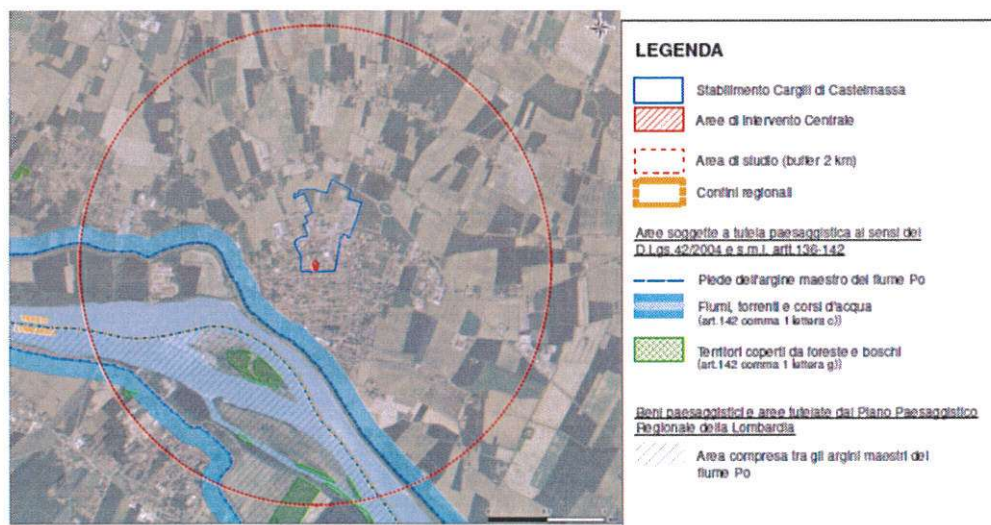 LEGENDA
Stabilimento Cargill di Castelmassa
Aree di Intervento Centrale
Area di studio (buffer 2 km)
Confini regionali
Aree soggette a tutela paesaggistica ai sensi del
D.Lgs 42/2004 e s.m.i. artt.136-142
Piede dell'argine maestro del fiume Po
Fiumi, torrenti e corsi d'acqua
(art.142 comma 1 lettera c))
Territori coperti da foreste e boschi
(art.142 comma 1 lettera g))
Beni paesaggistici e aree tutelate dal Piano Paesaggistico
Regionale della Lombardia
Area compresa tra gli argini maestri del
fiume Po